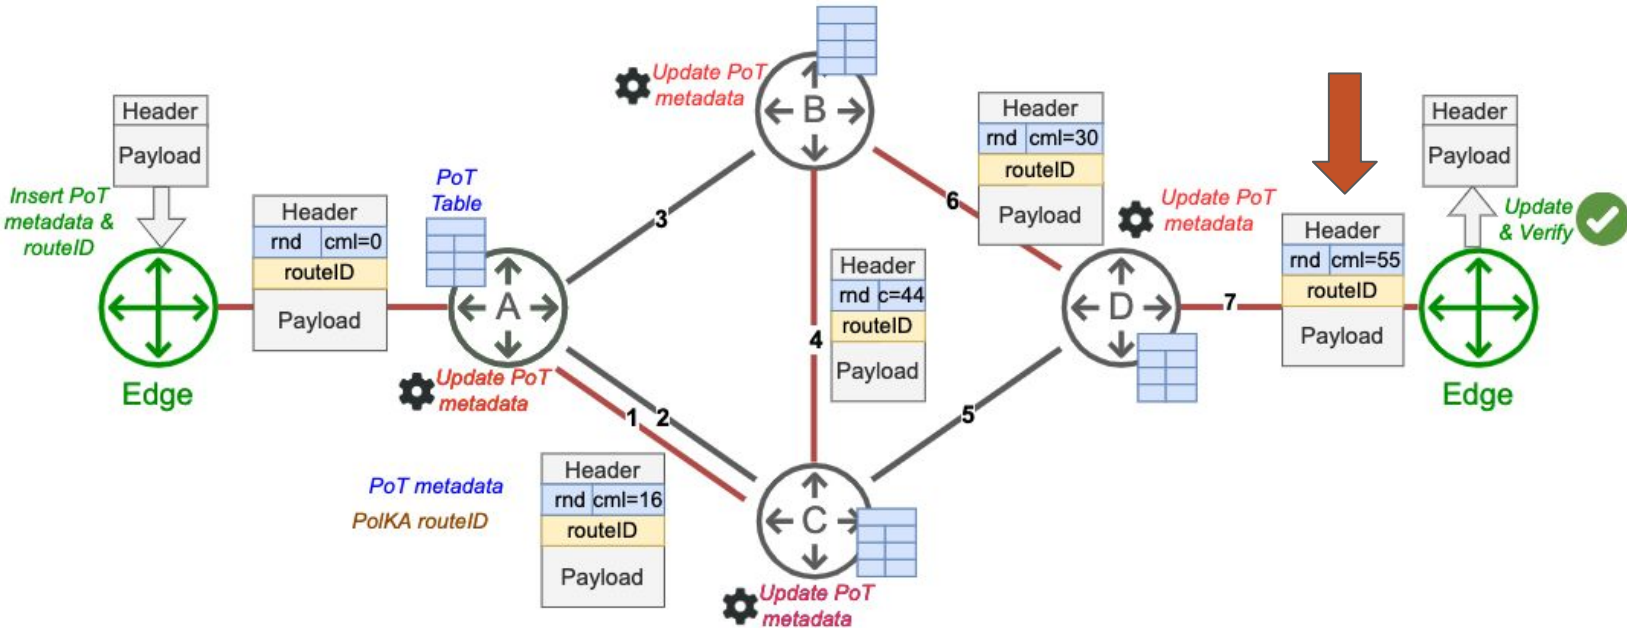 Header
Payload
Insert PoT
metadata &
routeID
Edge
Header
rnd cml=0
routeID
Payload
PoT
Table
A
Update PoT
metadata
3
1
2
PoT metadata
PolKA routeID
Header
rnd cml=16
routeID
Payload
Update PoT
metadata
B
4
Header
rnd c=44
routeID
Payload
C
Update PoT
metadata
6
5
Header
rnd cml=30
routeID
Payload
Update PoT
metadata
D
7
Header
rnd cml=55
routeID
Payload
Header
Payload
Update
& Verify
Edge